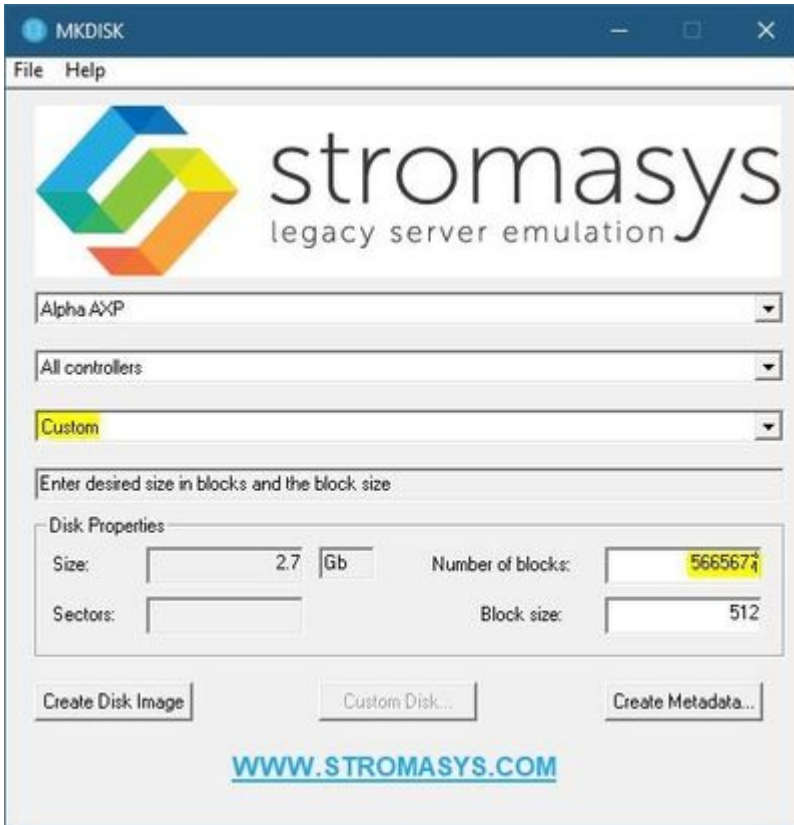 MKDISK
File Help
stromasys
legacy server emulation
Alpha AXP
All controllers
Custom
Enter desired size in blocks and the block size
Disk Properties
Size: 2.7 Gb Number of blocks:
Sectors: Block size: 512
Create Disk Image Custom Disk... Create Metadata...
WWW.STROMASYS.COM